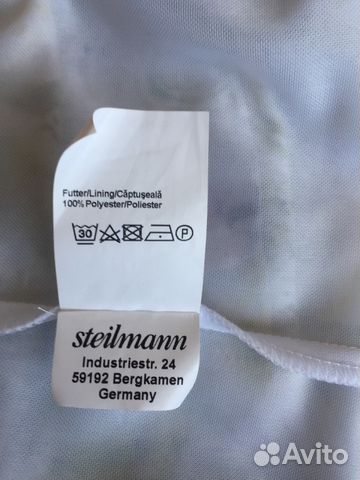 Futter/Lining/Căptușeală
100% Polyester/Poliester
30 P
steilmann
Industriestr. 24
59192 Bergkamen
Germany
Avito